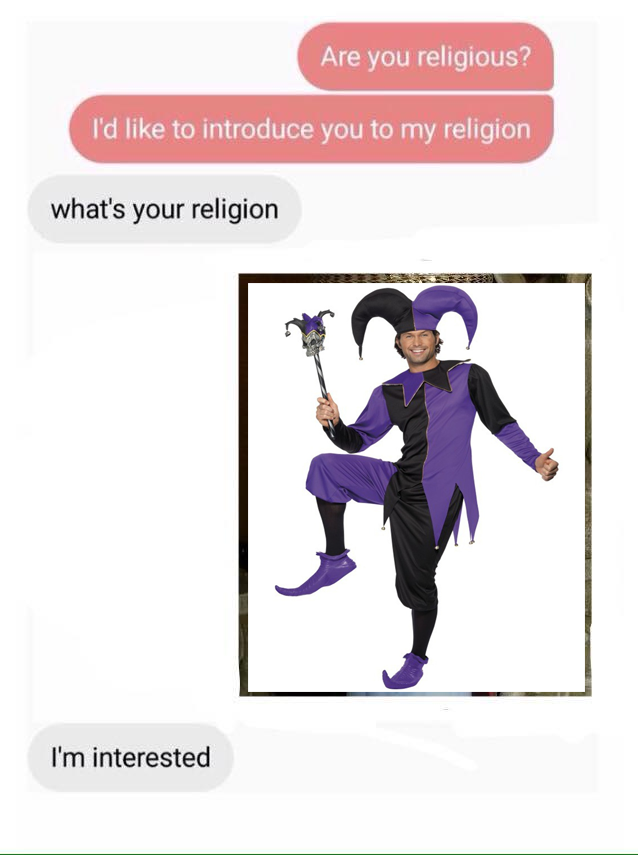 Are you religious?
I'd like to introduce you to my religion
what's your religion
I'm interested